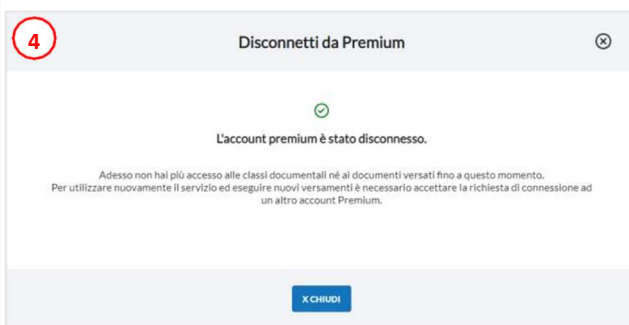 4
Disconnetti da Premium
L'account premium è stato disconnesso.
Adesso non hai più accesso alle classi documentali né ai documenti versati fino a questo momento.
Per utilizzare nuovamente il servizio ed eseguire nuovi versamenti è necessario accettare la richiesta di connessione ad
un altro account Premium.
X CHIUDI